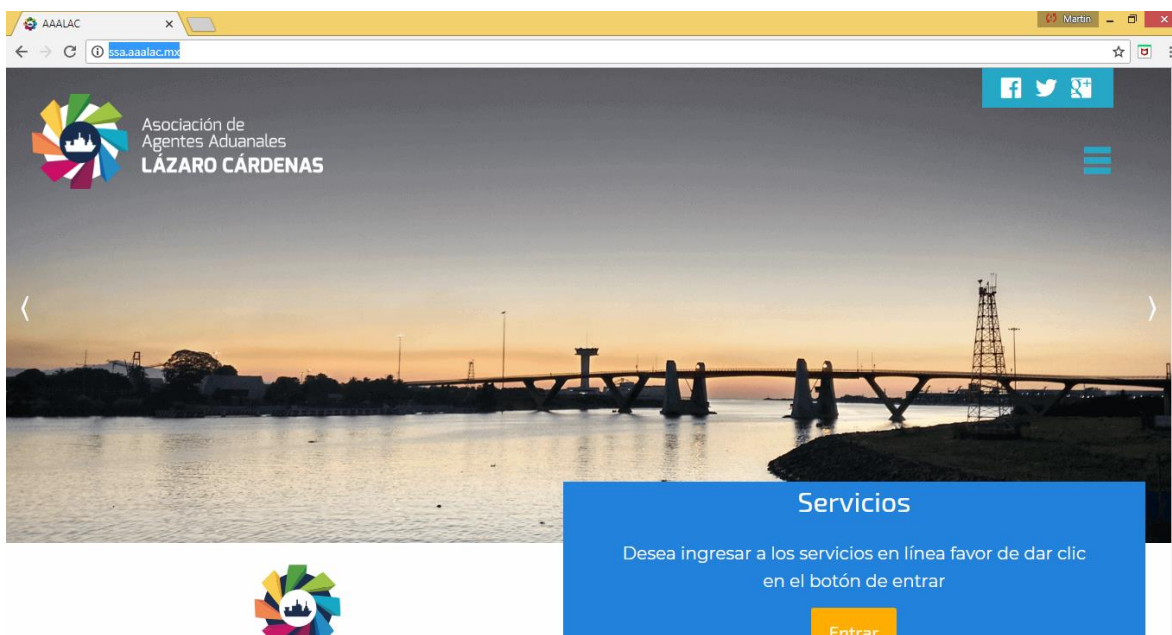 AAALAC
Martin
ssa.aaalac.mx
Asociación de
Agentes Aduanales
LÁZARO CÁRDENAS
Servicios
Desea ingresar a los servicios en línea favor de dar clic
en el botón de entrar
Entrar